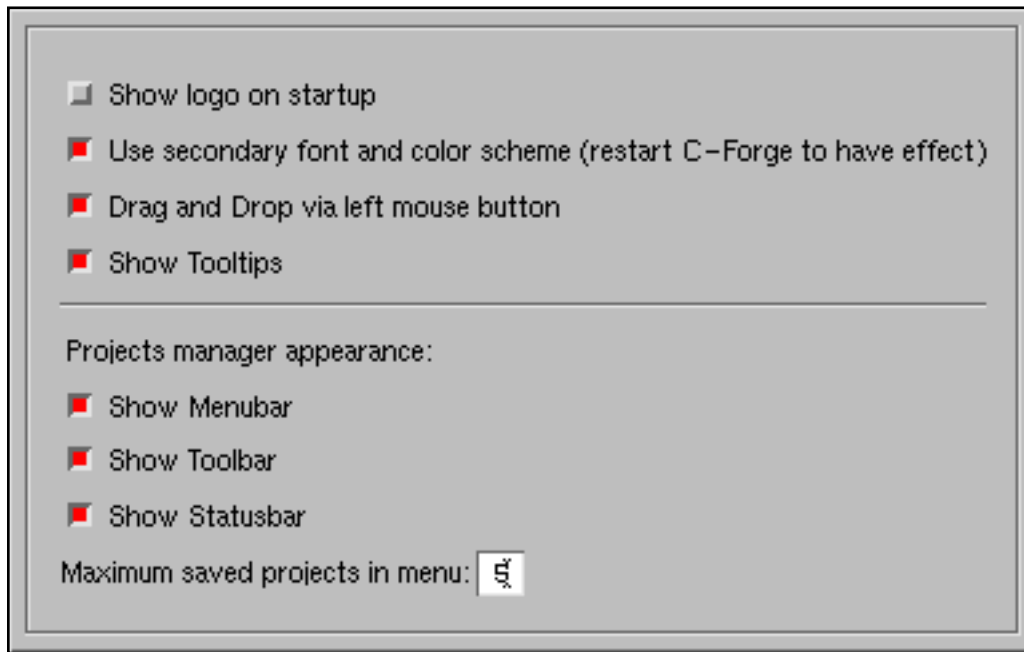 Show logo on startup
Use secondary font and color scheme (restart C-Forge to have effect)
Drag and Drop via left mouse button
Show Tooltips
Projects manager appearance:
Show Menubar
Show Toolbar
Show Statusbar
Maximum saved projects in menu: 5